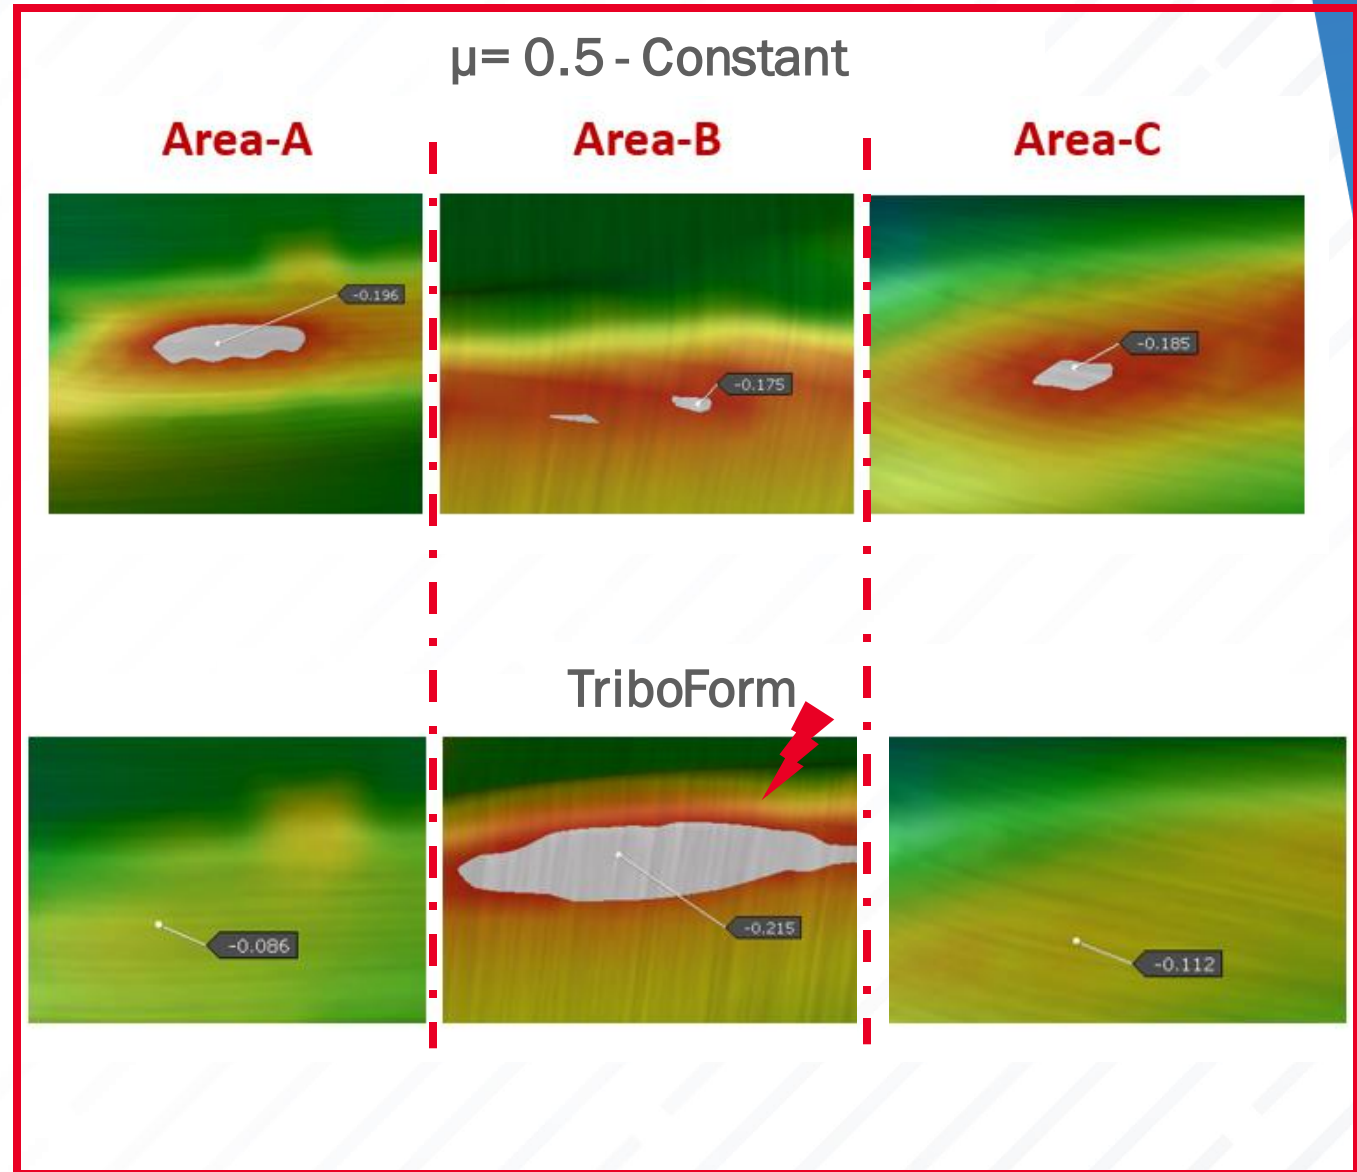 μ= 0.5 - Constant
Area-A
Area-B
Area-C
-0.196
-0.175
-0.185
TriboForm
-0.086
-0.215
-0.112